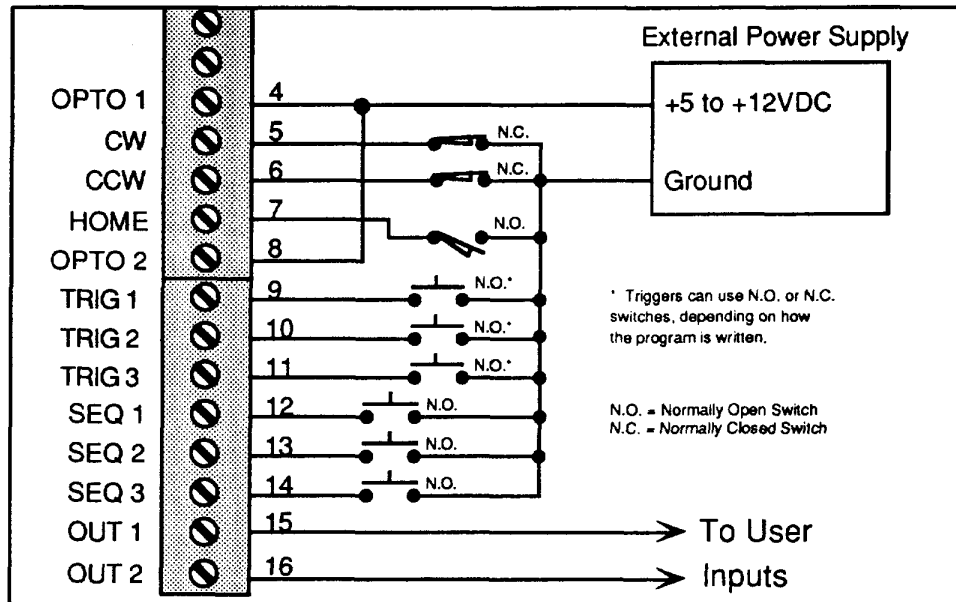 External Power Supply
OPTO 1 4 +5 to +12VDC
CW 5 N.C.
CCW 6 N.C. Ground
HOME 7 N.O.
OPTO 2 8
TRIG 1 9 N.O.*
* Triggers can use N.O. or N.C.
switches, depending on how
the program is written.
TRIG 2 10 N.O.*
TRIG 3 11 N.O.*
SEQ 1 12 N.O.
N.O. = Normally Open Switch
N.C. = Normally Closed Switch
SEQ 2 13 N.O.
SEQ 3 14 N.O.
OUT 1 15 To User
OUT 2 16 Inputs